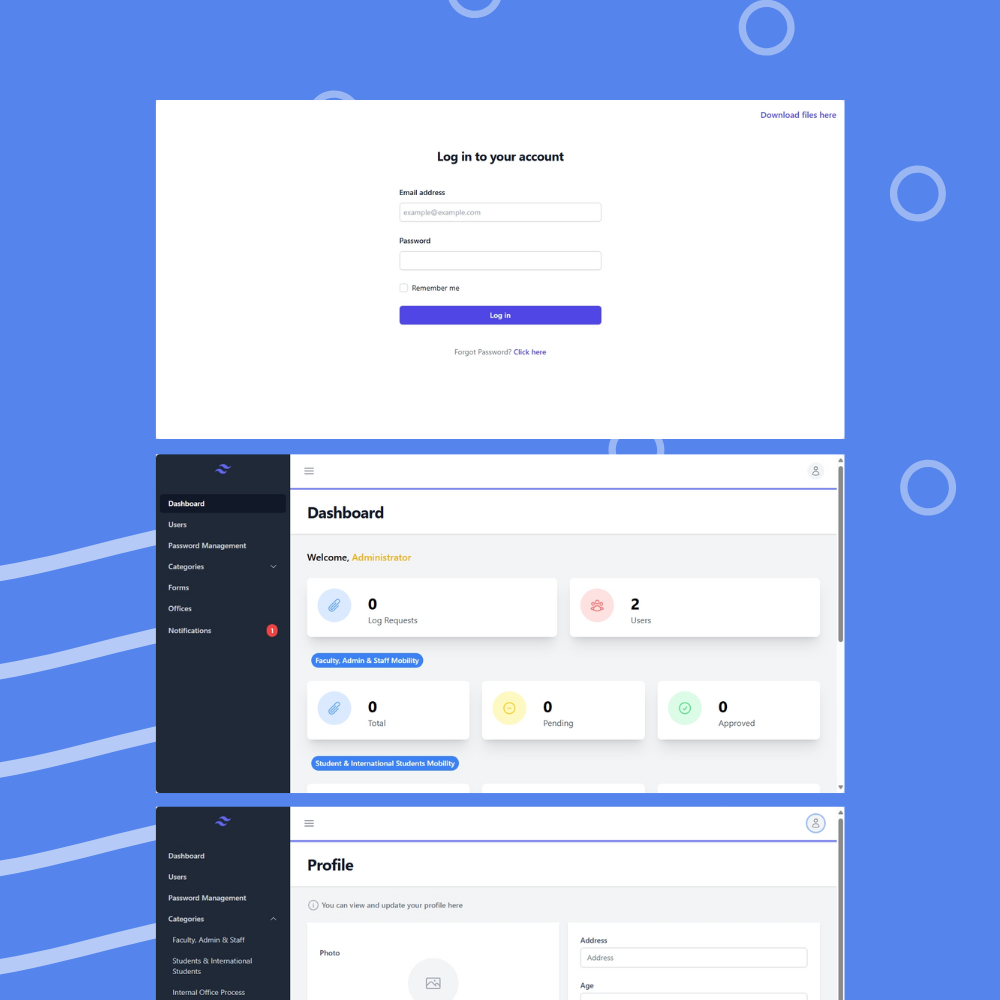 Download files here
Log in to your account
Email address
example@example.com
Password
Remember me
Log in
Forgot Password? Click here
Dashboard
Users
Password Management
Categories
Forms
Offices
Notifications
1
Dashboard
Welcome, Administrator
0
Log Requests
2
Users
Faculty, Admin & Staff Mobility
0
Total
0
Pending
0
Approved
Student & International Students Mobility
Dashboard
Users
Password Management
Categories
Faculty, Admin & Staff
Students & International
Students
Internal Office Process
Profile
You can view and update your profile here
Photo
Address
Address
Age